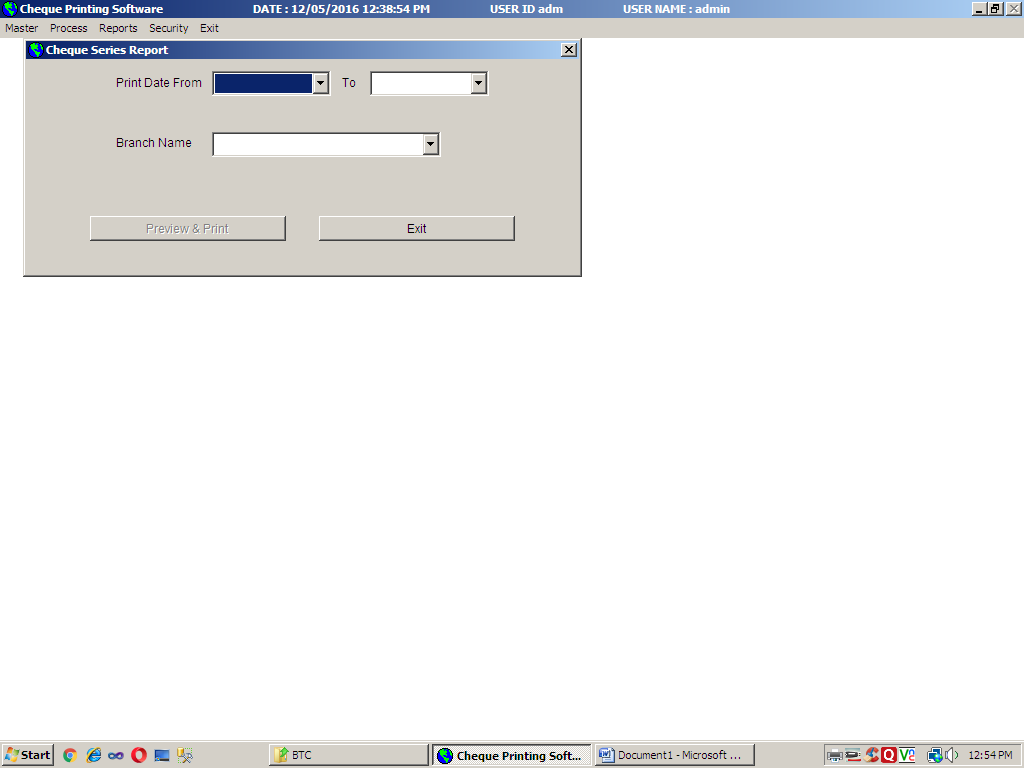 Cheque Printing Software DATE : 12/05/2016 12:38:54 PM USER ID adm USER NAME : admin
Master Process Reports Security Exit
Cheque Series Report
Print Date From To
Branch Name
Preview & Print Exit
Start BTC Cheque Printing Soft... Document1 - Microsoft ... 12:54 PM